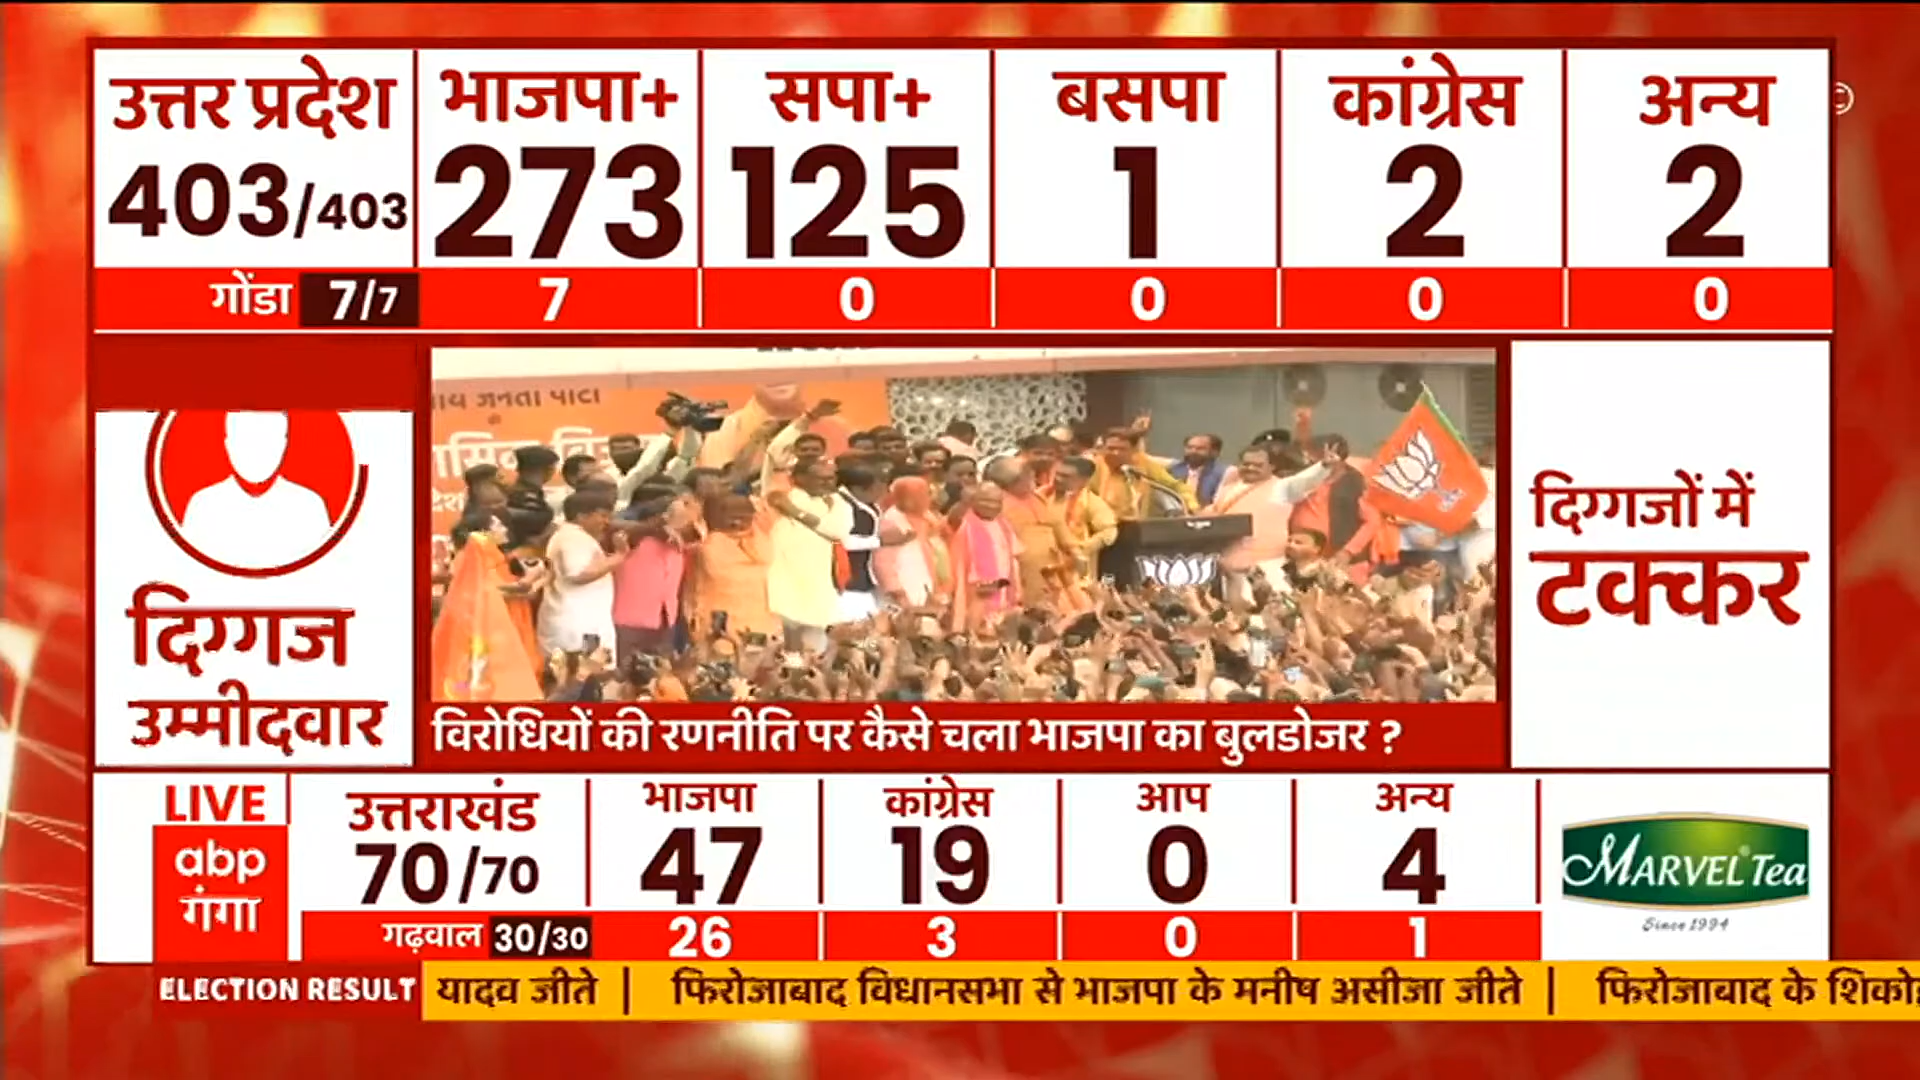 उत्तर प्रदेश
403/403
भाजपा+
273
सपा+
125
बसपा
1
कांग्रेस
2
अन्य
2
©
गोंडा 7/7 7 0 0 0 0
जनता पाटी
दिग्गज
उम्मीदवार
विरोधियों की रणनीति पर कैसे चला भाजपा का बुलडोजर ?
दिग्गजों में
टक्कर
LIVE
abp
गंगा
उत्तराखंड
70/70
भाजपा
47
कांग्रेस
19
आप
0
अन्य
4
गढ़वाल 30/30 26 3 0 1
MARVEL Tea
Since 1994
ELECTION RESULT यादव जीते | फिरोजाबाद विधानसभा से भाजपा के मनीष असीजा जीते | फिरोजाबाद के